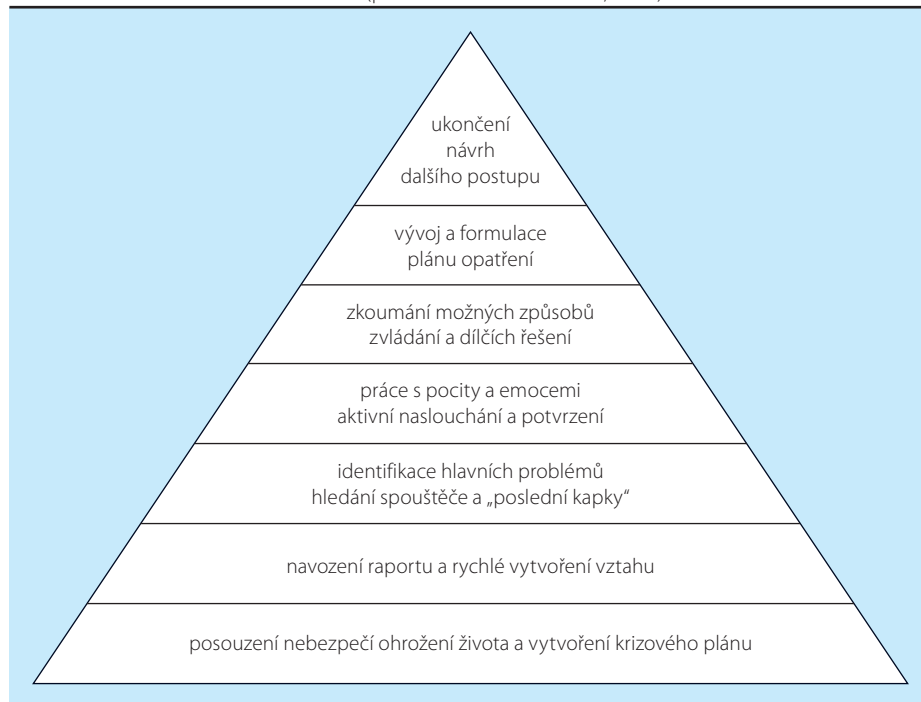 ukončení
návrh
dalšího postupu
vývoj a formulace
plánu opatření
zkoumání možných způsobů
zvládání a dílčích řešení
práce s pocity a emocemi
aktivní naslouchání a potvrzení
identifikace hlavních problémů
hledání spouštěče a „poslední kapky“
navození raportu a rychlé vytvoření vztahu
posouzení nebezpečí ohrožení života a vytvoření krizového plánu